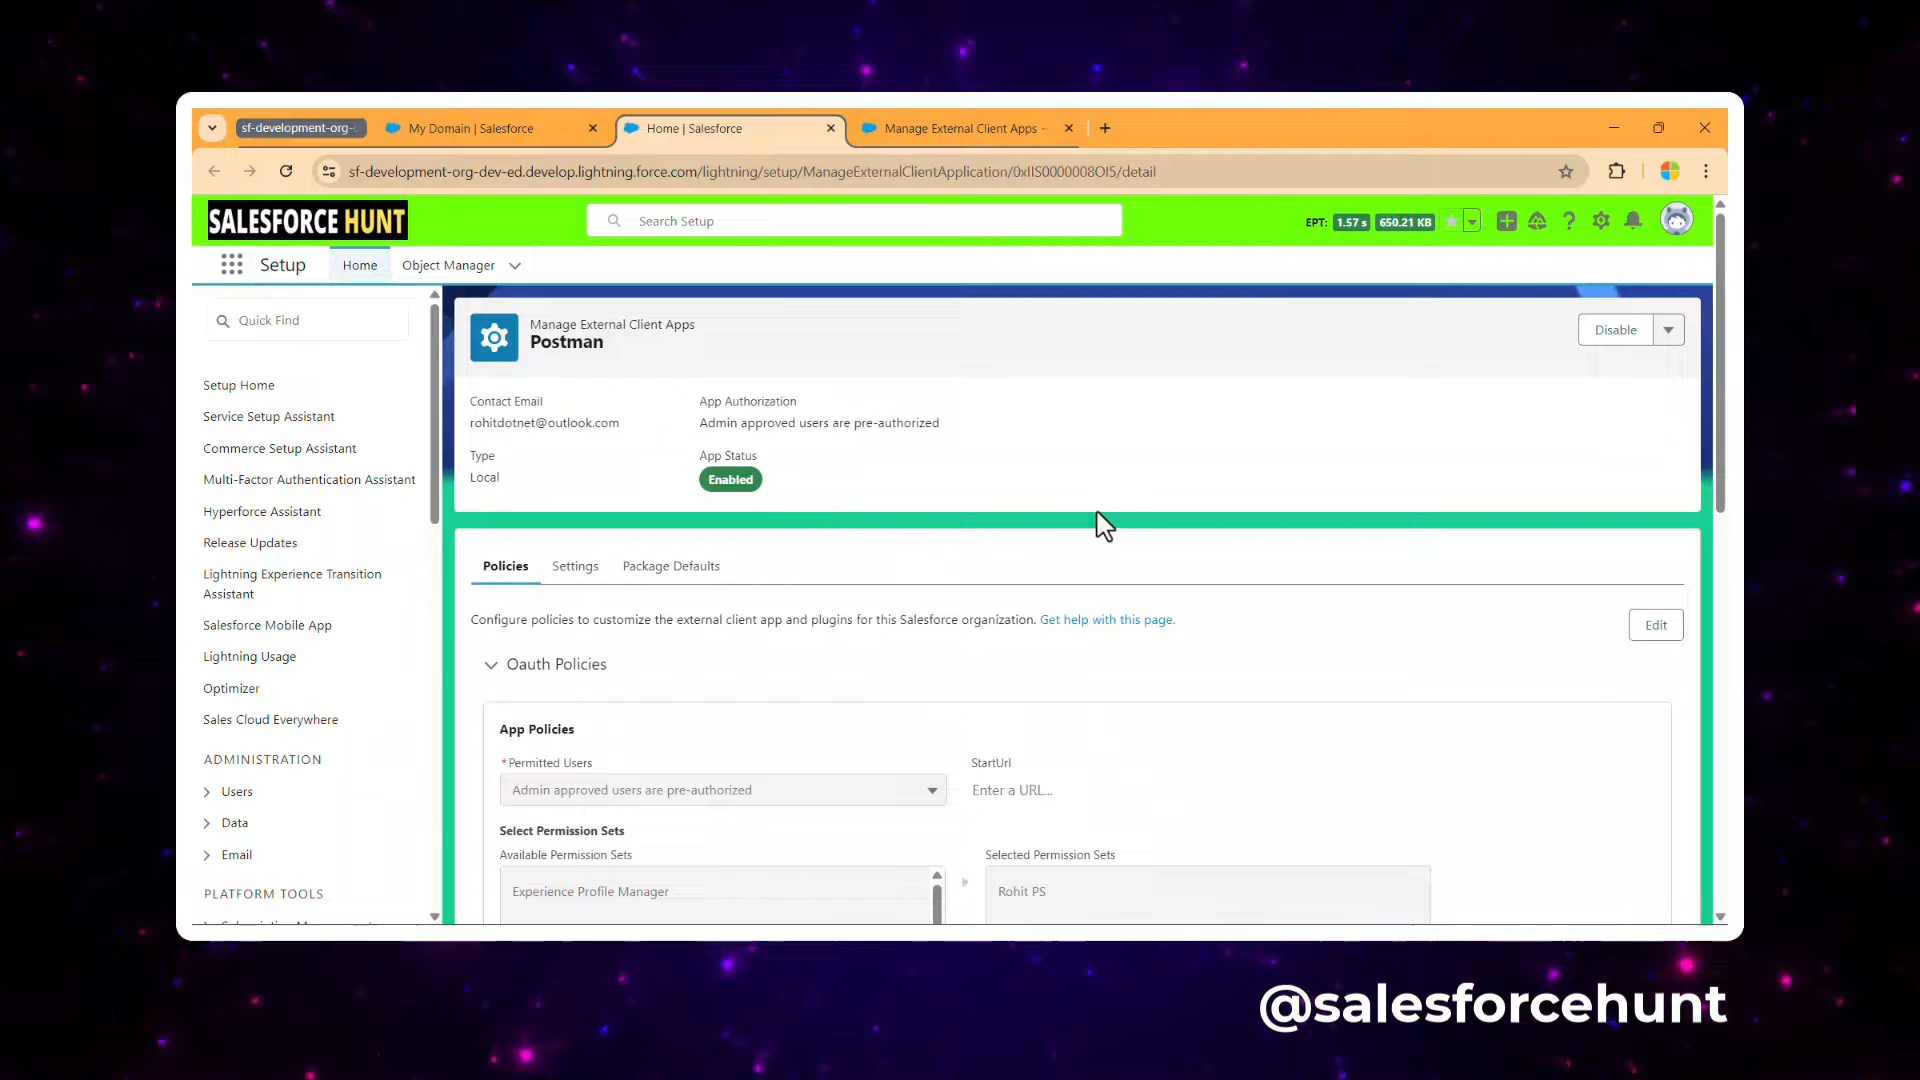 sf-development-org-
My Domain | Salesforce
Home | Salesforce
Manage External Client Apps -
sf-development-org-dev-ed.develop.lightning.force.com/lightning/setup/ManageExternalClientApplication/0xIIS0000008OI5/detail
SALESFORCE HUNT
Search Setup
EPT: 1.57 s 650.21 KB
Setup
Home
Object Manager
Quick Find
Setup Home
Service Setup Assistant
Commerce Setup Assistant
Multi-Factor Authentication Assistant
Hyperforce Assistant
Release Updates
Lightning Experience Transition
Assistant
Salesforce Mobile App
Lightning Usage
Optimizer
Sales Cloud Everywhere
ADMINISTRATION
Users
Data
Email
PLATFORM TOOLS
Manage External Client Apps
Postman
Disable
Contact Email
rohitdotnet@outlook.com
App Authorization
Admin approved users are pre-authorized
Type
Local
App Status
Enabled
Policies
Settings
Package Defaults
Configure policies to customize the external client app and plugins for this Salesforce organization. Get help with this page.
Edit
Oauth Policies
App Policies
*Permitted Users
Admin approved users are pre-authorized
StartUrl
Enter a URL...
Select Permission Sets
Available Permission Sets
Experience Profile Manager
Selected Permission Sets
Rohit PS
@salesforcehunt